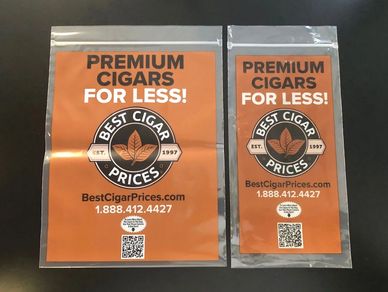 PREMIUM
CIGARS
FOR LESS!
BEST CIGAR
EST. 1997
PRICES
BestCigarPrices.com
1.888.412.4427
PREMIUM
CIGARS
FOR LESS!
BEST CIGAR
EST. 1997
PRICES
BestCigarPrices.com
1.888.412.4427